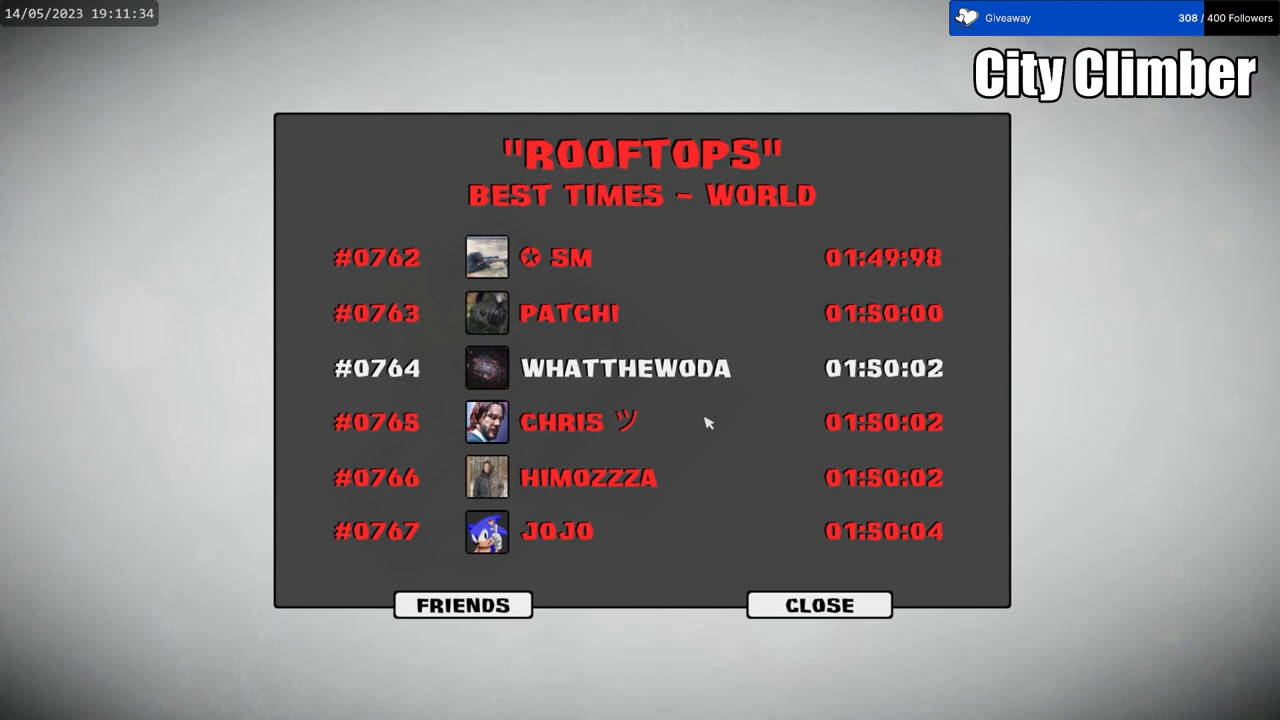 14/05/2023 19:11:34
Giveaway 308 / 400 Followers
City Climber
"ROOFTOPS"
BEST TIMES - WORLD
#0762 ✪ SM 01:49:98
#0763 PATCHI 01:50:00
#0764 WHATTHEWODA 01:50:02
#0765 CHRIS ツ 01:50:02
#0766 HIMOZZZA 01:50:02
#0767 JOJO 01:50:04
FRIENDS CLOSE